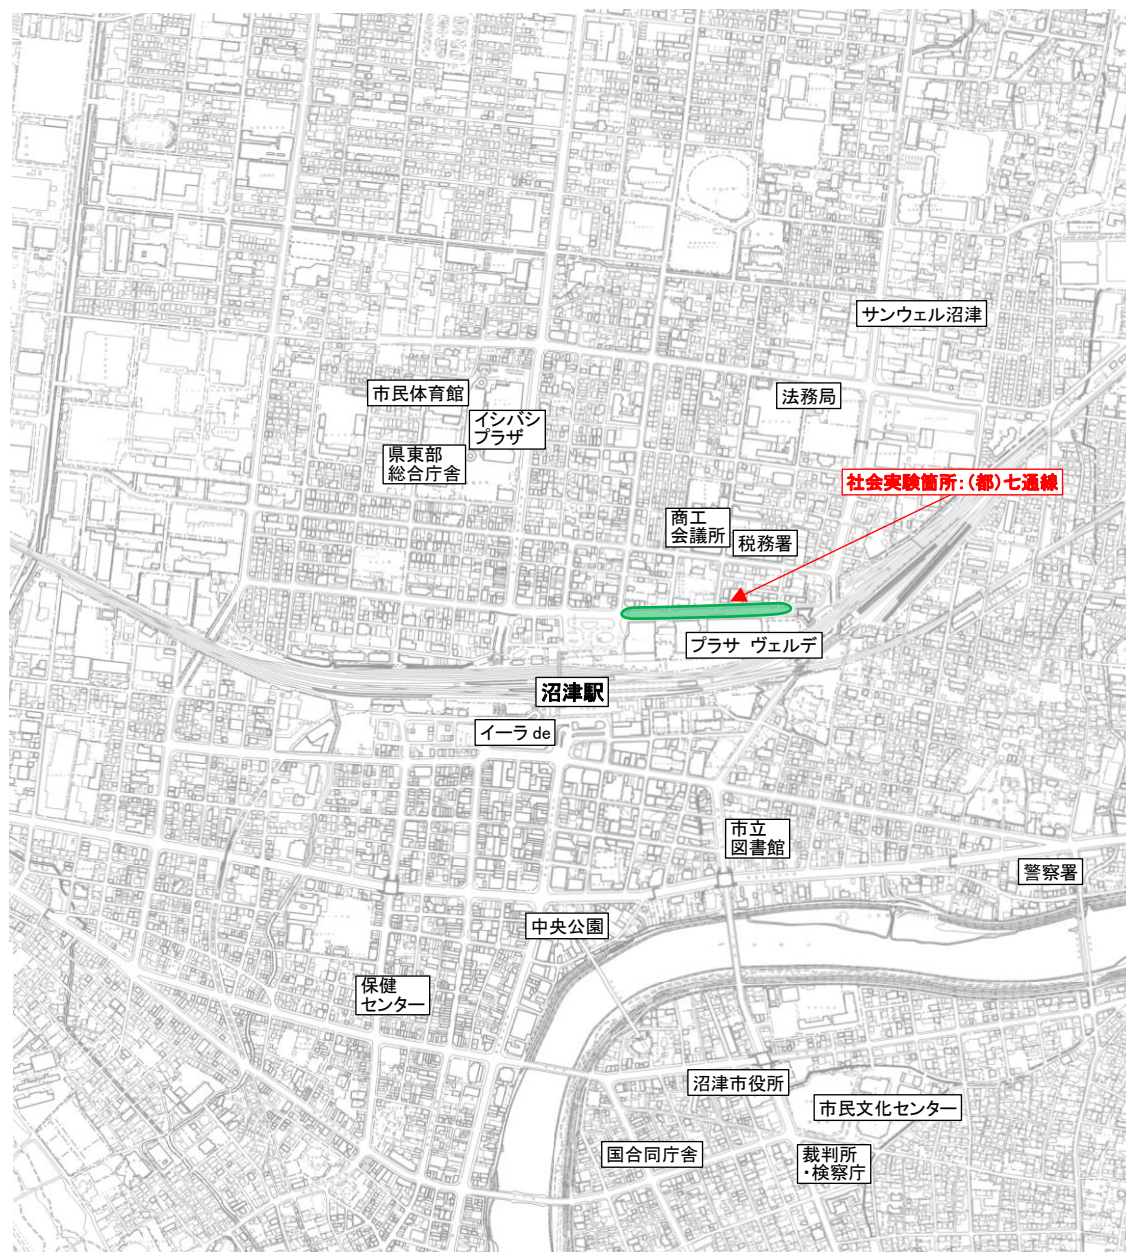 サンウェル沼津
市民体育館
法務局
イシバシ
プラザ
県東部
総合庁舎
社会実験箇所：（都）七通線
商工
会議所
税務署
プラサ ヴェルデ
沼津駅
イーラ de
市立
図書館
警察署
中央公園
保健
センター
沼津市役所
市民文化センター
国合同庁舎
裁判所
・検察庁